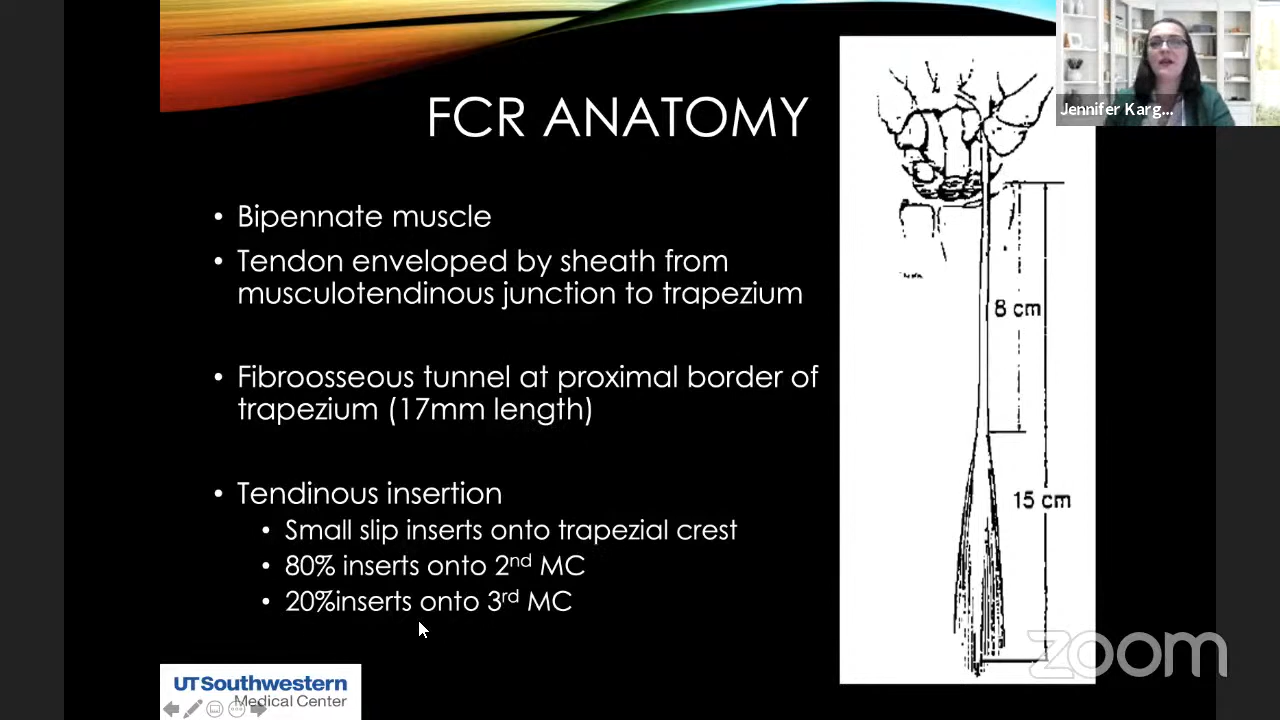 FCR ANATOMY
Jennifer Karg...
• Bipennate muscle
• Tendon enveloped by sheath from
musculotendinous junction to trapezium
• Fibroosseous tunnel at proximal border of
trapezium (17mm length)
• Tendinous insertion
• Small slip inserts onto trapezial crest
• 80% inserts onto 2nd MC
• 20%inserts onto 3rd MC
8 cm
15 cm
zoom
UTSouthwestern
Medical Center